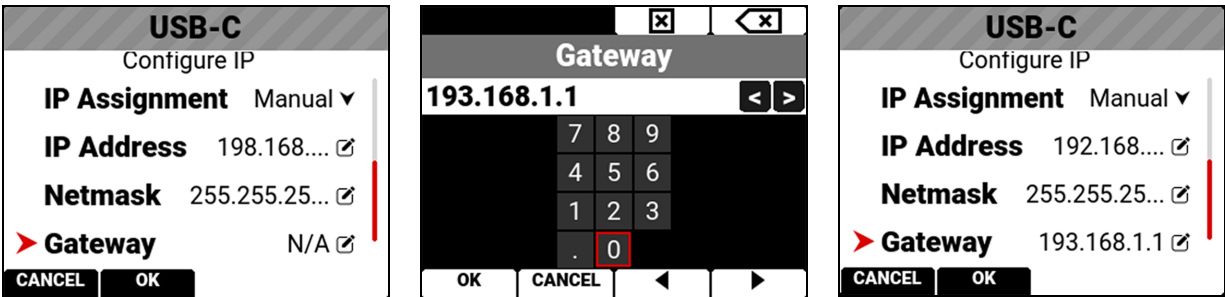 USB-C
Configure IP
IP Assignment Manual
IP Address 198.168....
Netmask 255.255.25...
Gateway N/A
CANCEL OK
Gateway
193.168.1.1 < >
7 8 9
4 5 6
1 2 3
. 0
OK CANCEL
USB-C
Configure IP
IP Assignment Manual
IP Address 192.168....
Netmask 255.255.25...
Gateway 193.168.1.1
CANCEL OK